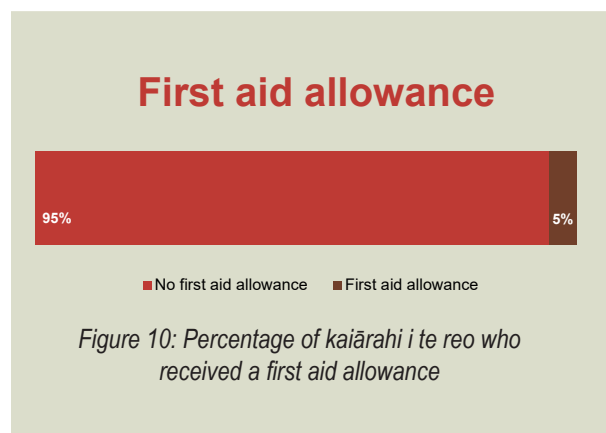 First aid allowance
95% 5%
No first aid allowance First aid allowance
Figure 10: Percentage of kaiārahi i te reo who
received a first aid allowance